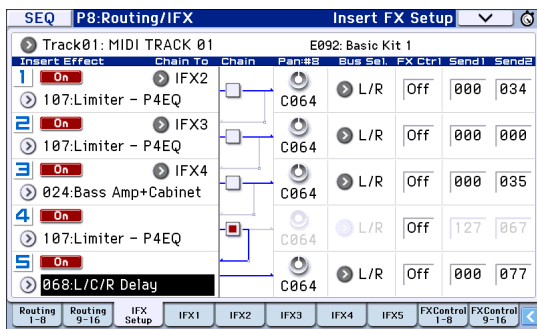 SEQ P8:Routing/IFX Insert FX Setup
Track01: MIDI TRACK 01 E092: Basic Kit 1
Insert Effect Chain To Chain Pan:#8 Bus Sel. FX Ctrl Send1 Send2
1 On IFX2
107:Limiter - P4EQ C064 L/R Off 000 034
2 On IFX3
107:Limiter - P4EQ C064 L/R Off 000 000
3 On IFX4
024:Bass Amp+Cabinet C064 L/R Off 000 035
4 On
107:Limiter - P4EQ C064 L/R Off 127 067
5 On
068:L/C/R Delay C064 L/R Off 000 077
Routing 1-8 Routing 9-16 IFX Setup IFX1 IFX2 IFX3 IFX4 IFX5 FXControl 1-8 FXControl 9-16